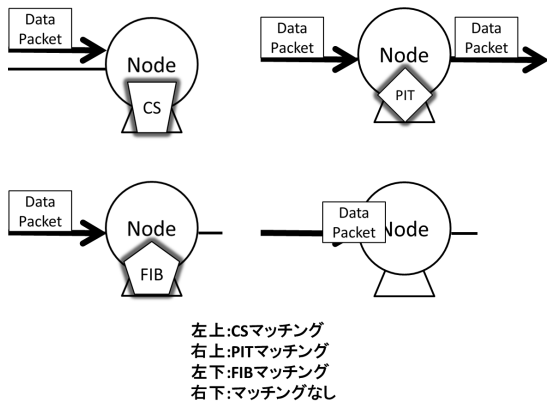 Data
Packet
Node
CS
Data
Packet
Node
PIT
Data
Packet
Data
Packet
Node
FIB
Data
Packet
Node
左上:CSマッチング
右上:PITマッチング
左下:FIBマッチング
右下:マッチングなし